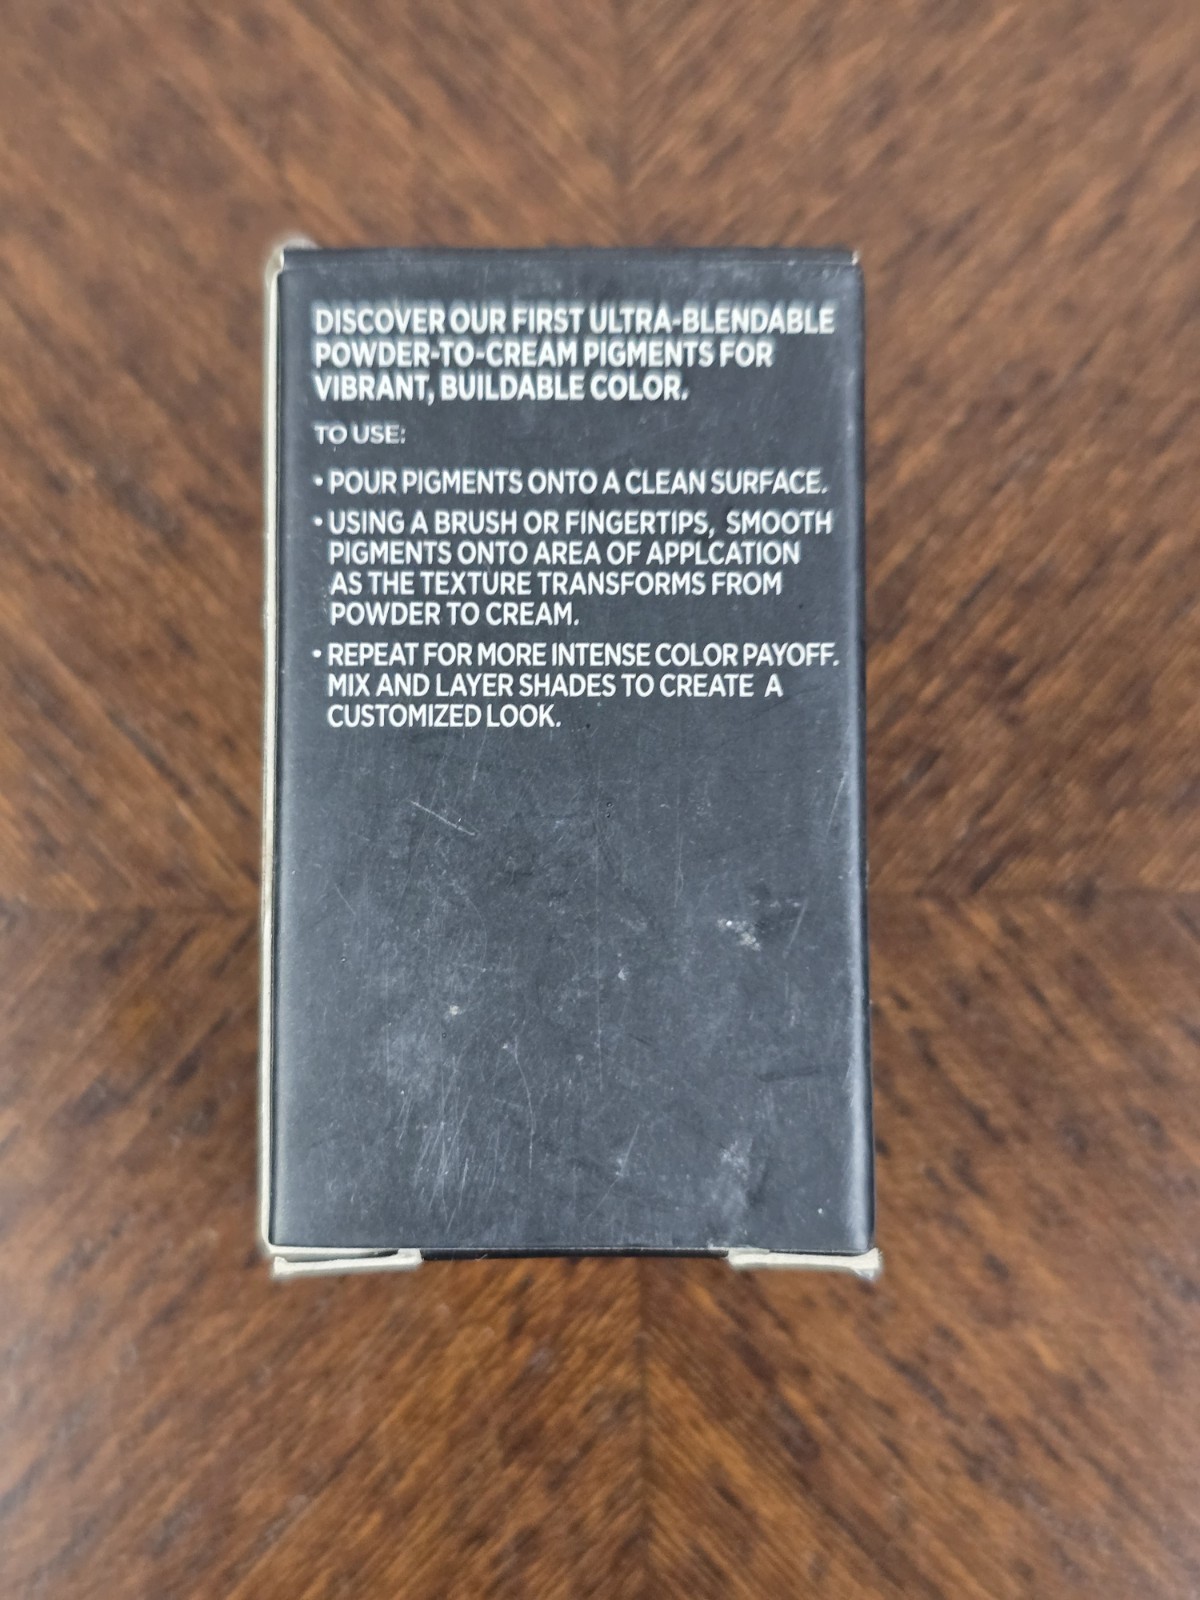 DISCOVER OUR FIRST ULTRA-BLENDABLE
POWDER-TO-CREAM PIGMENTS FOR
VIBRANT, BUILDABLE COLOR.
TO USE:
• POUR PIGMENTS ONTO A CLEAN SURFACE.
• USING A BRUSH OR FINGERTIPS, SMOOTH
PIGMENTS ONTO AREA OF APPLCATION
AS THE TEXTURE TRANSFORMS FROM
POWDER TO CREAM.
• REPEAT FOR MORE INTENSE COLOR PAYOFF.
MIX AND LAYER SHADES TO CREATE A
CUSTOMIZED LOOK.